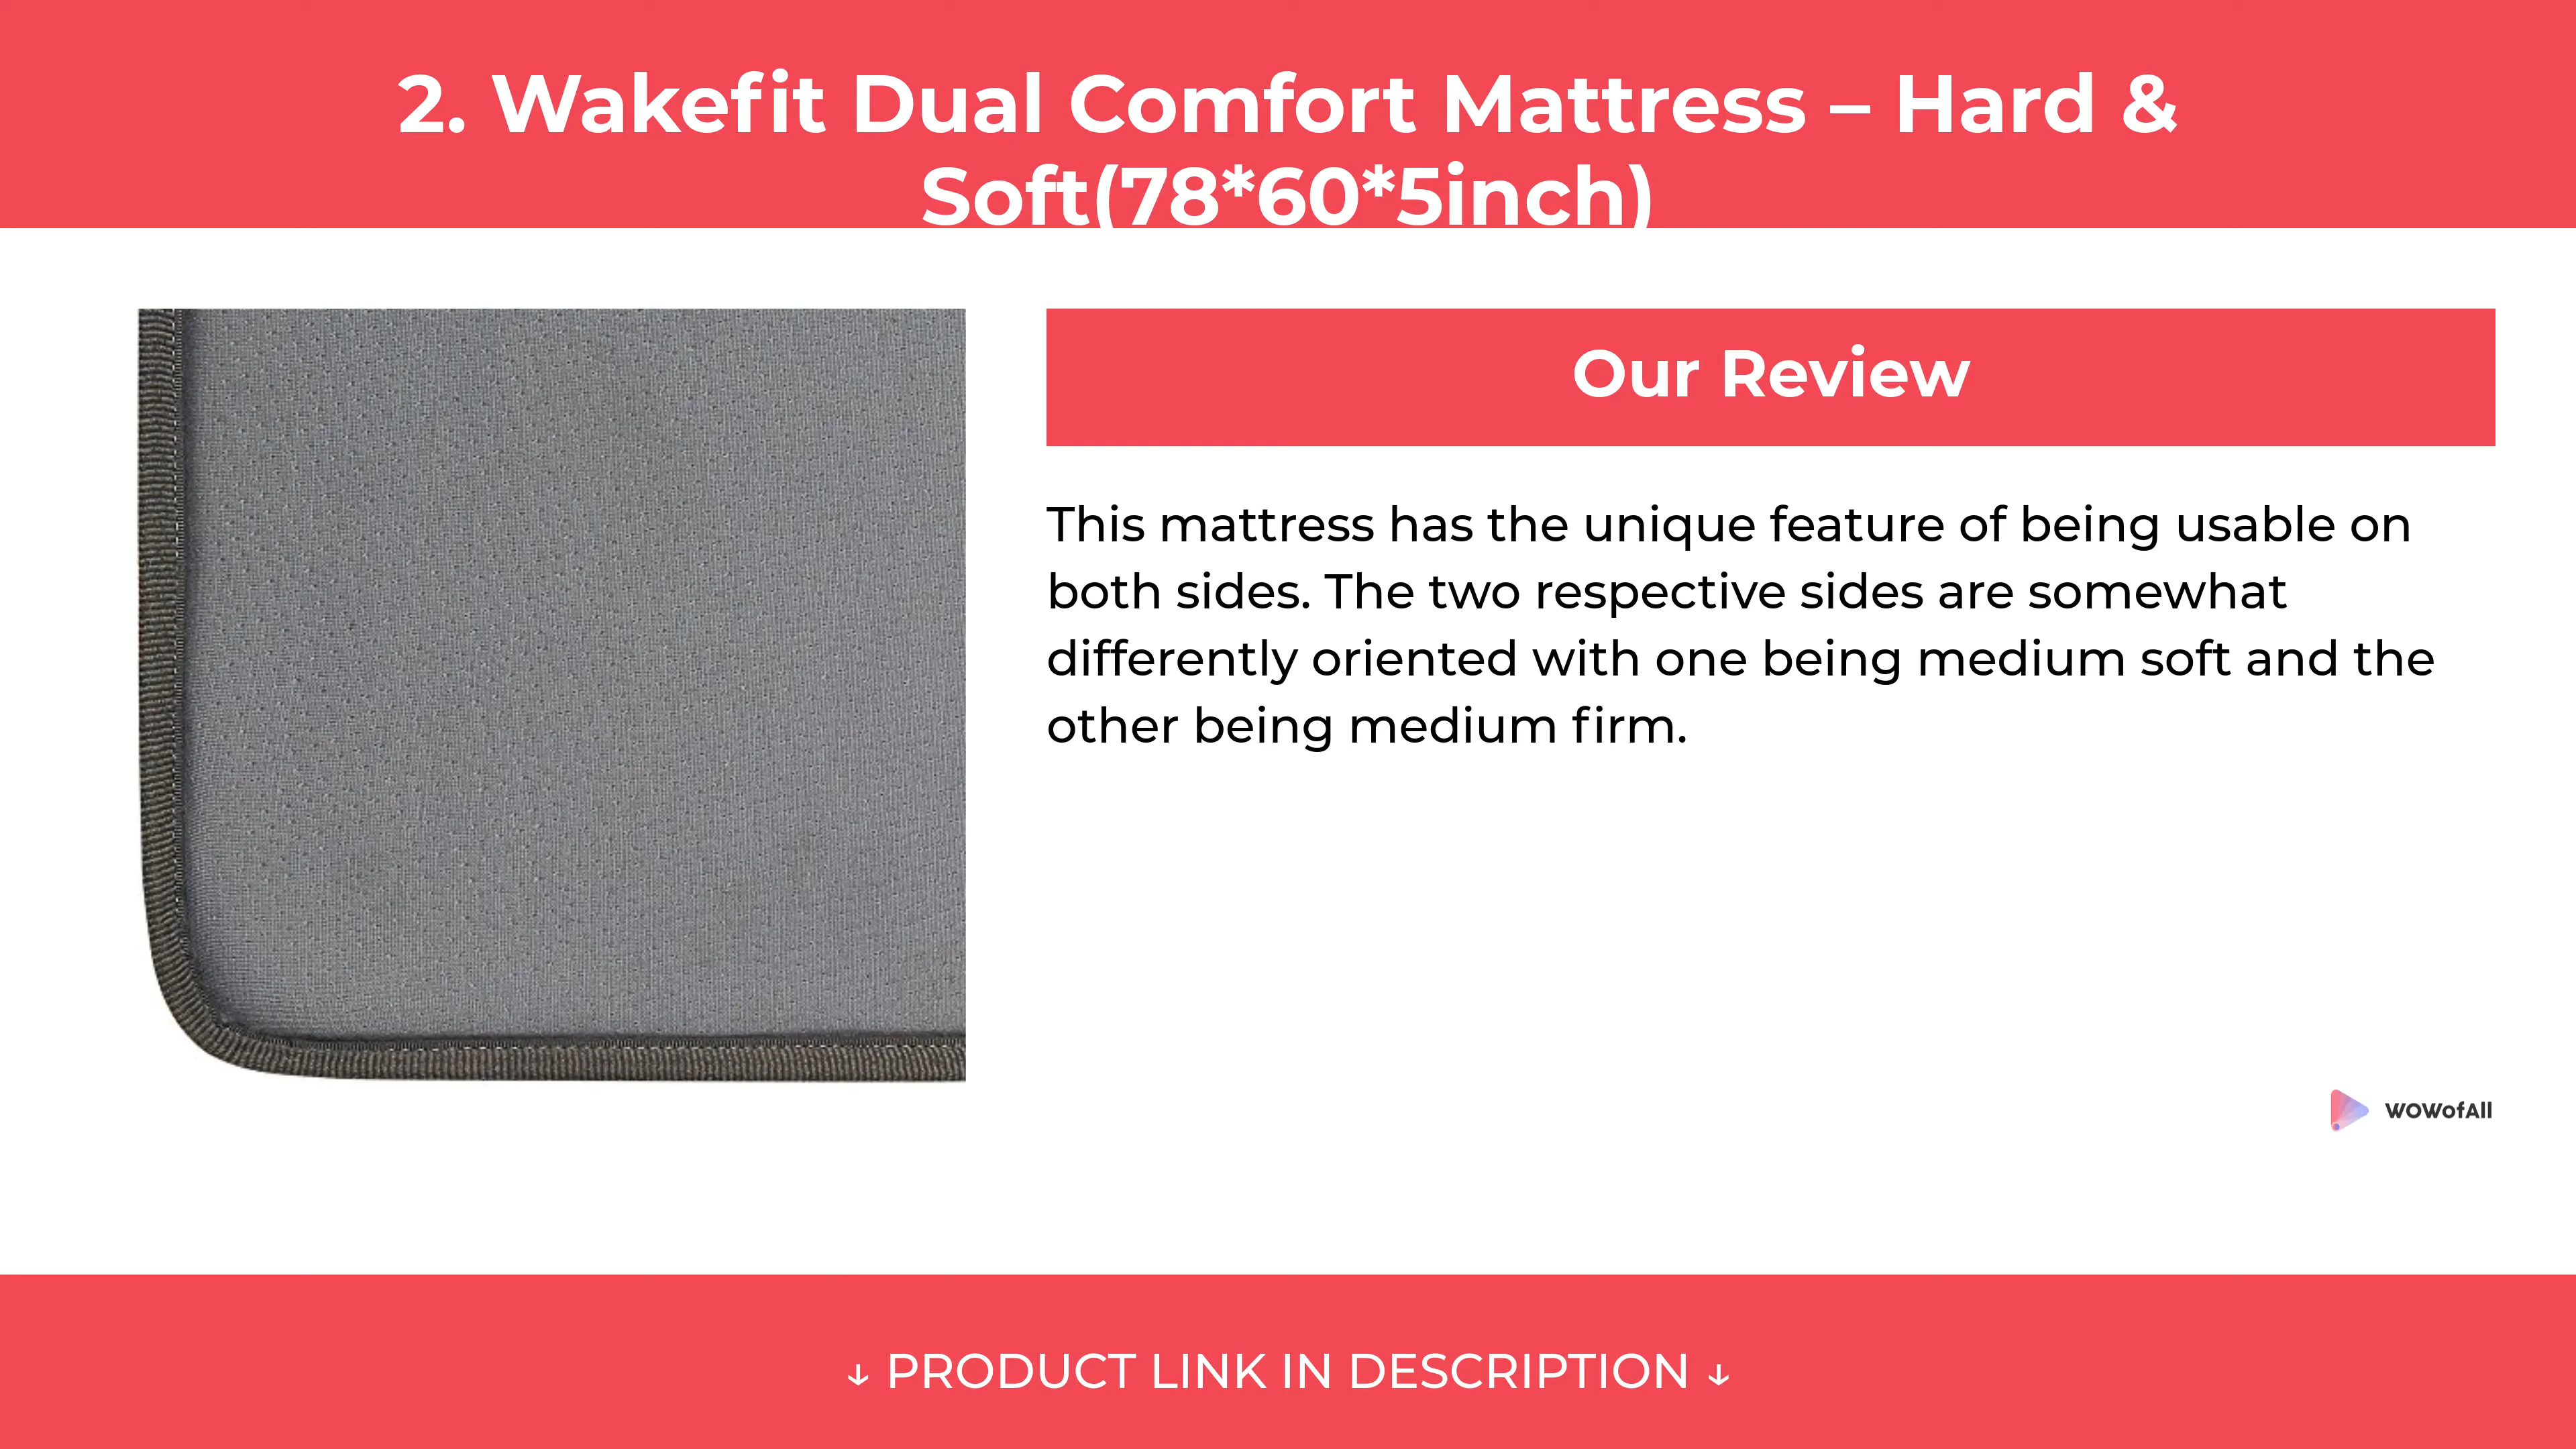 2. Wakefit Dual Comfort Mattress – Hard &
Soft(78*60*5inch)
Our Review
This mattress has the unique feature of being usable on
both sides. The two respective sides are somewhat
differently oriented with one being medium soft and the
other being medium firm.
WOWofAll
↓ PRODUCT LINK IN DESCRIPTION ↓